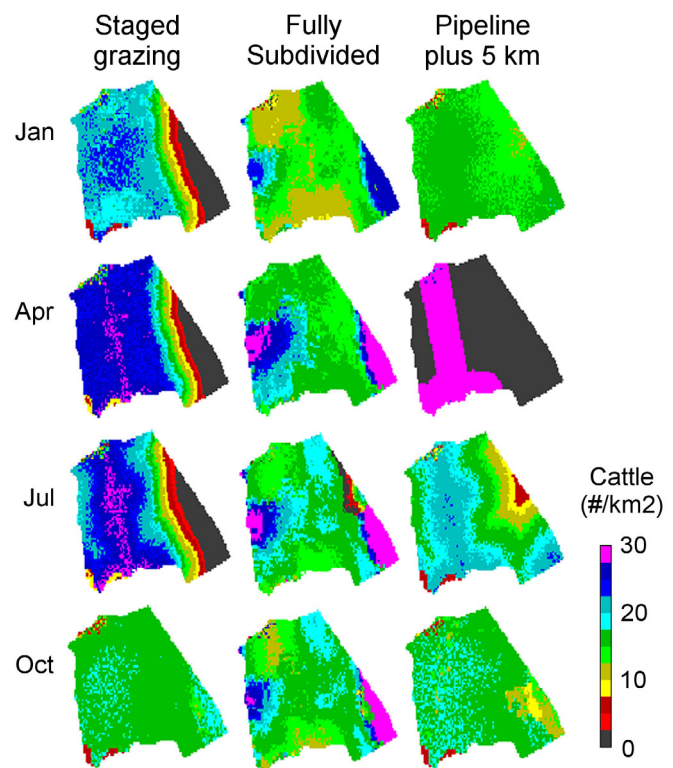 Staged grazing
Fully Subdivided
Pipeline plus 5 km
Jan
Apr
Jul
Oct
Cattle
(#/km2)
30
20
10
0